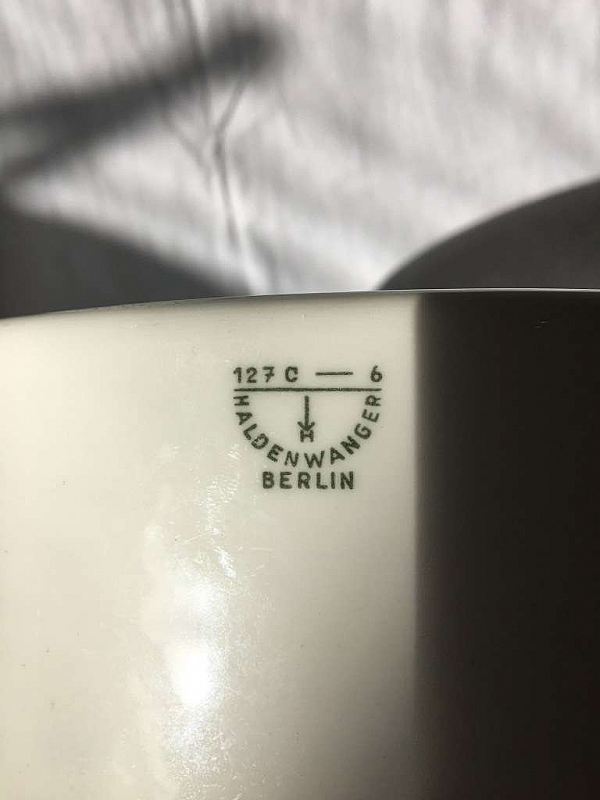 127 C — 6
H
HALDENWANGER
BERLIN